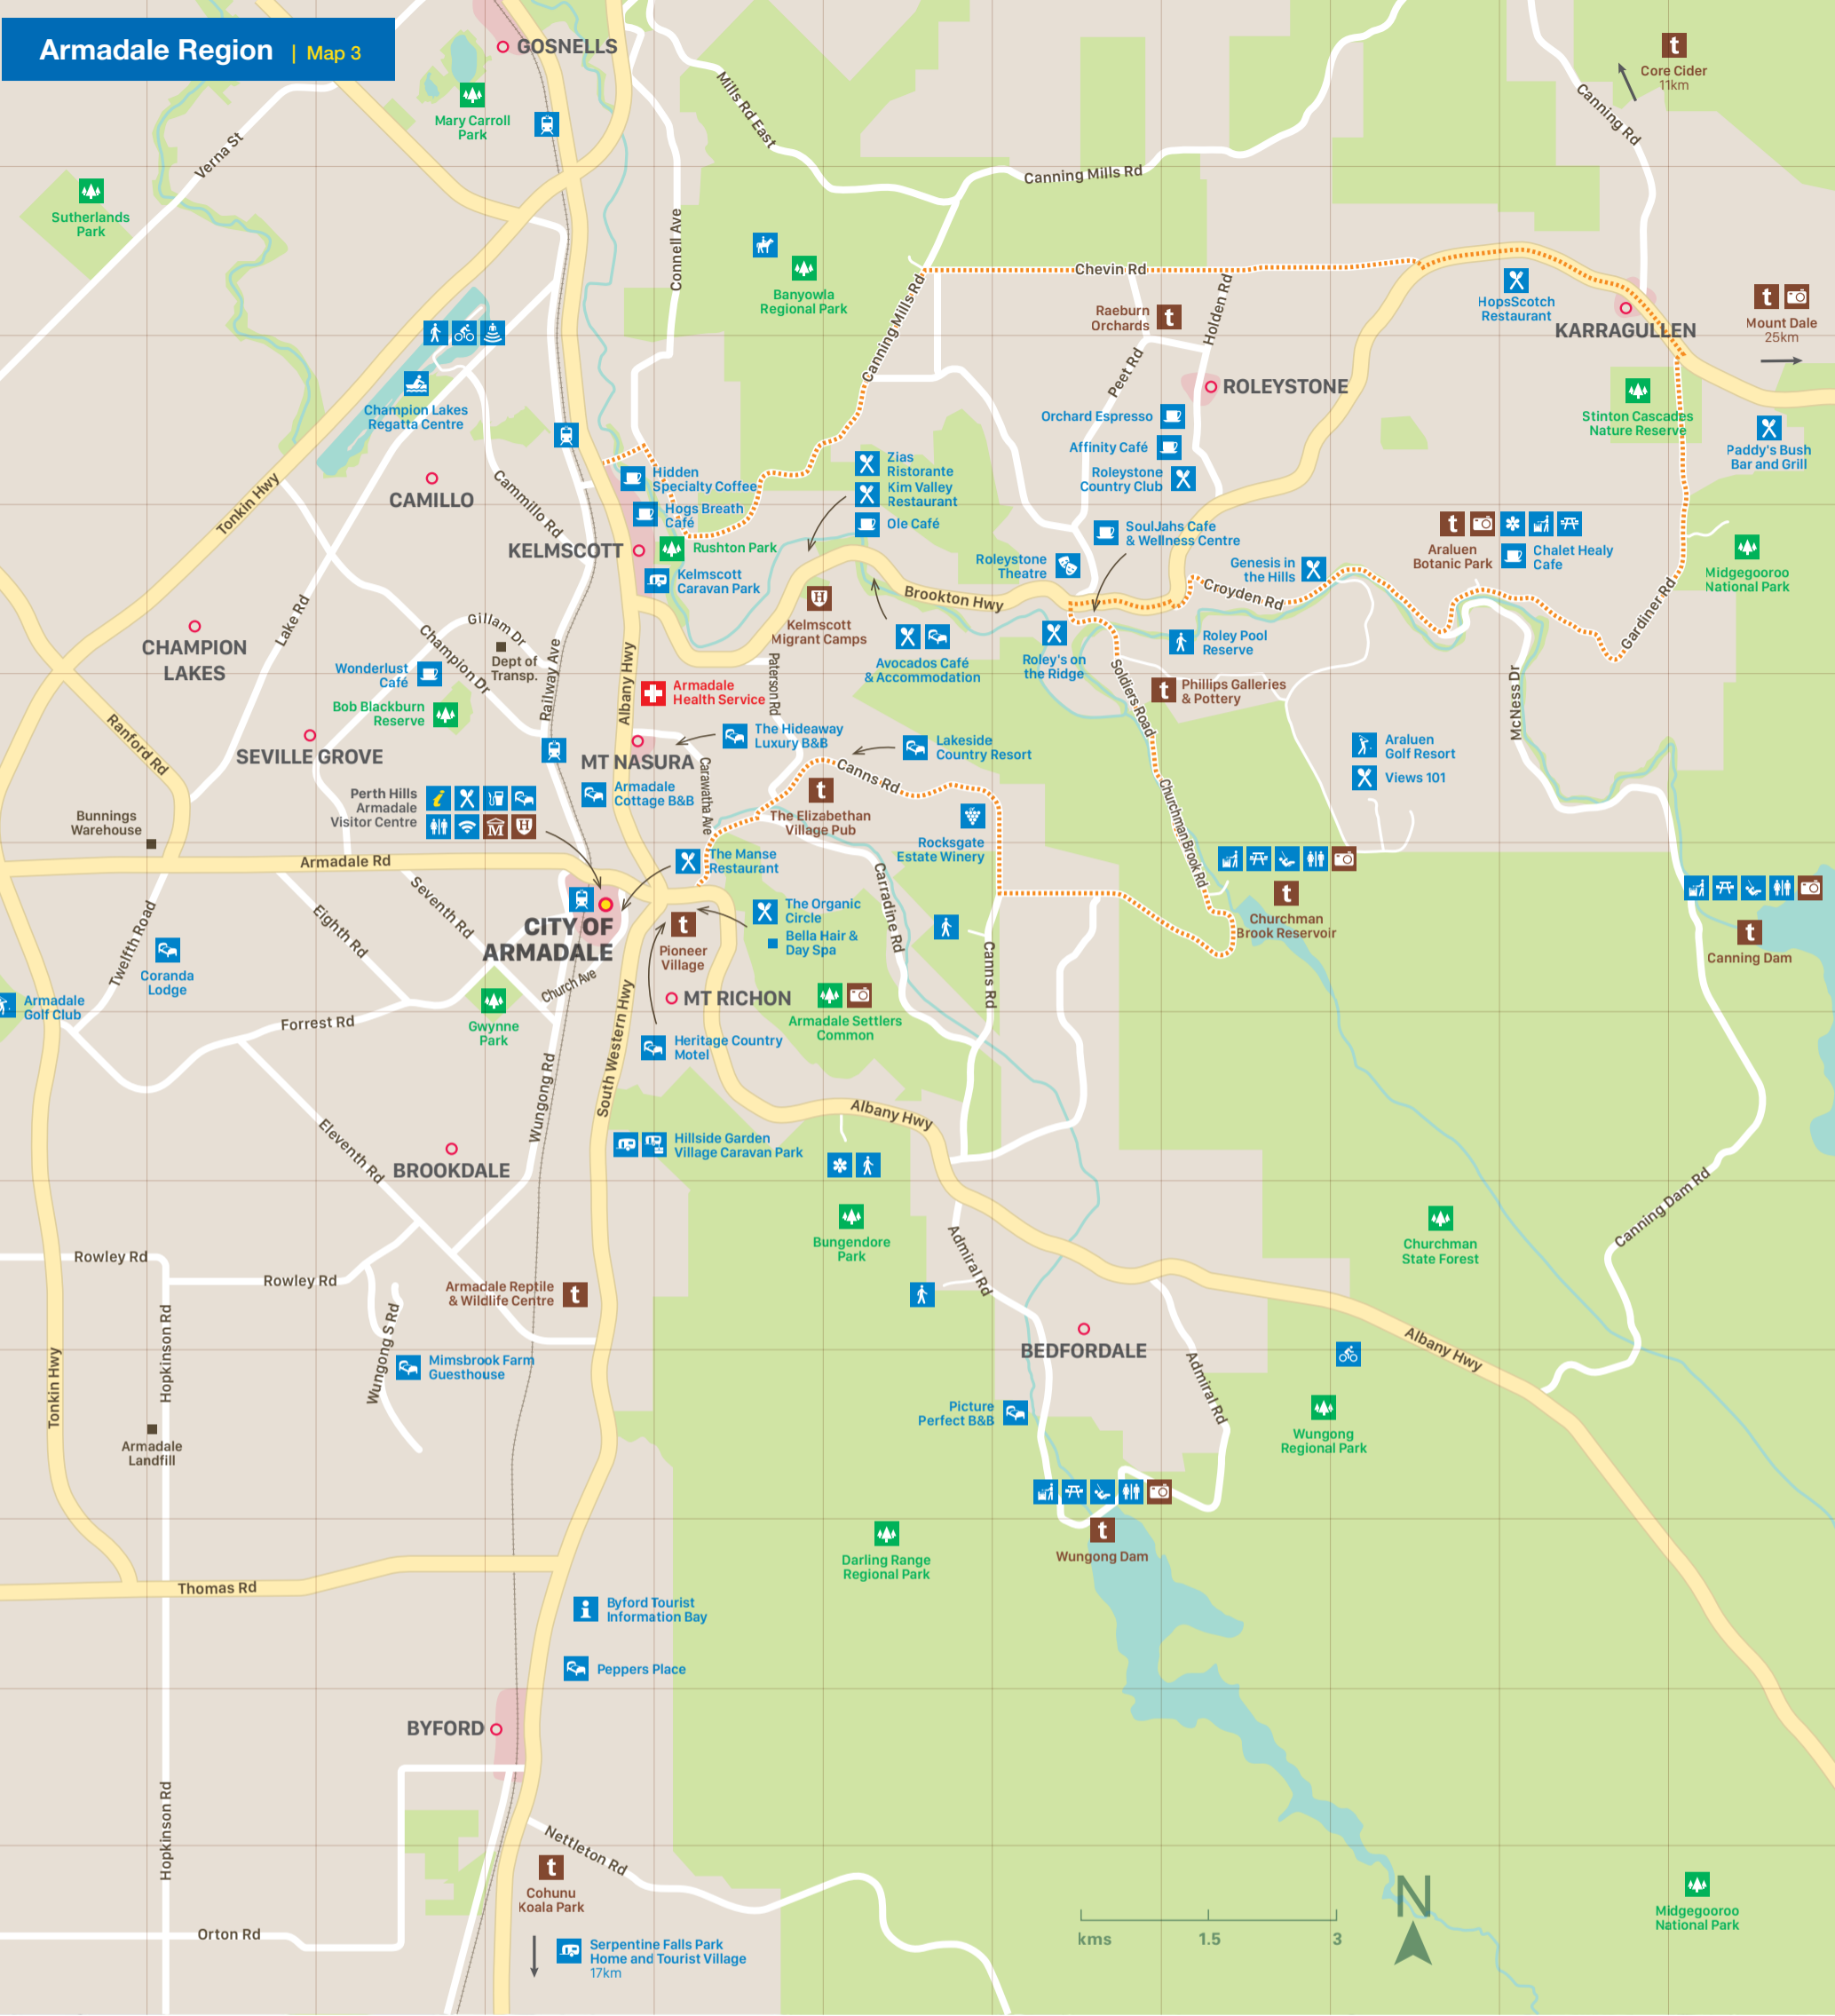 Armadale Region | Map 3
GOSNELLS
Mary Carroll
Park
Verna St
Sutherlands
Park
Mills Rd East
Canning Mills Rd
Connell Ave
Canning Rd
t
Core Cider
11km
Banyowla
Regional Park
Chevin Rd
Canning Mills Rd
Raeburn
Orchards
t
Holden Rd
Peet Rd
HopsScotch
Restaurant
KARRAGULLEN
t
Mount Dale
25km
ROLEYSTONE
Stinton Cascades
Nature Reserve
Paddy's Bush
Bar and Grill
Champion Lakes
Regatta Centre
Orchard Espresso
Affinity Café
Roleystone
Country Club
CAMILLO
Tonkin Hwy
Cammillo Rd
Hidden
Specialty Coffee
Hogs Breath
Café
Zias
Ristorante
Kim Valley
Restaurant
Ole Café
KELMSCOTT
Rushton Park
Kelmscott
Caravan Park
SoulJahs Cafe
& Wellness Centre
Roleystone
Theatre
Genesis in
the Hills
t
Araluen
Botanic Park
Chalet Healy
Cafe
Midgegooroo
National Park
Brookton Hwy
Croyden Rd
Gardiner Rd
H
Kelmscott
Migrant Camps
Avocados Café
& Accommodation
Roley's on
the Ridge
Roley Pool
Reserve
t
Phillips Galleries
& Pottery
Soldiers Road
McNess Dr
CHAMPION
LAKES
Lake Rd
Gillam Dr
Champion Dr
Dept of
Transp.
Railway Ave
Albany Hwy
Wonderlust
Café
Bob Blackburn
Reserve
Armadale
Health Service
Paterson Rd
Ranford Rd
SEVILLE GROVE
MT NASURA
The Hideaway
Luxury B&B
Lakeside
Country Resort
Carawatha Ave
Canns Rd
Araluen
Golf Resort
Views 101
Armadale
Cottage B&B
t
The Elizabethan
Village Pub
Rocksgate
Estate Winery
Churchman Brook Rd
Perth Hills
Armadale
Visitor Centre
i
M
H
Bunnings
Warehouse
Armadale Rd
The Manse
Restaurant
Carradine Rd
Seventh Rd
Eighth Rd
Twelfth Road
CITY OF
ARMADALE
t
Pioneer
Village
The Organic
Circle
Bella Hair &
Day Spa
t
Churchman
Brook Reservoir
t
Canning Dam
Coranda
Lodge
Armadale
Golf Club
Church Ave
Gwynne
Park
Forrest Rd
MT RICHON
Armadale Settlers
Common
Canns Rd
Heritage Country
Motel
Wungong Rd
South Western Hwy
Albany Hwy
Eleventh Rd
BROOKDALE
Hillside Garden
Village Caravan Park
Bungendore
Park
Canning Dam Rd
Churchman
State Forest
Rowley Rd
Rowley Rd
Armadale Reptile
& Wildlife Centre
t
Admiral Rd
BEDFORDALE
Hopkinson Rd
Wungong S Rd
Tonkin Hwy
Mimsbrook Farm
Guesthouse
Admiral Rd
Albany Hwy
Picture
Perfect B&B
Wungong
Regional Park
Armadale
Landfill
t
Wungong Dam
Darling Range
Regional Park
Thomas Rd
i
Byford Tourist
Information Bay
Peppers Place
BYFORD
Hopkinson Rd
Nettleton Rd
t
Cohunu
Koala Park
Orton Rd
Serpentine Falls Park
Home and Tourist Village
17km
N
kms 1.5 3
Midgegooroo
National Park